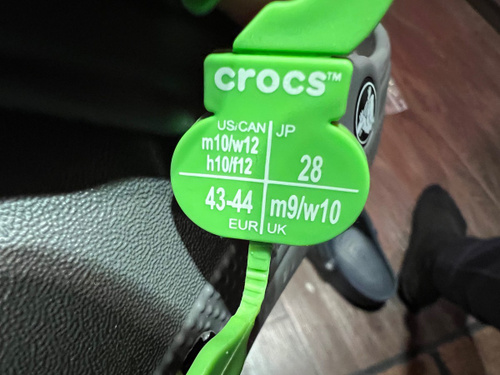 crocs™
US/CAN JP
m10/w12
h10/f12
28
43-44 m9/w10
EUR UK